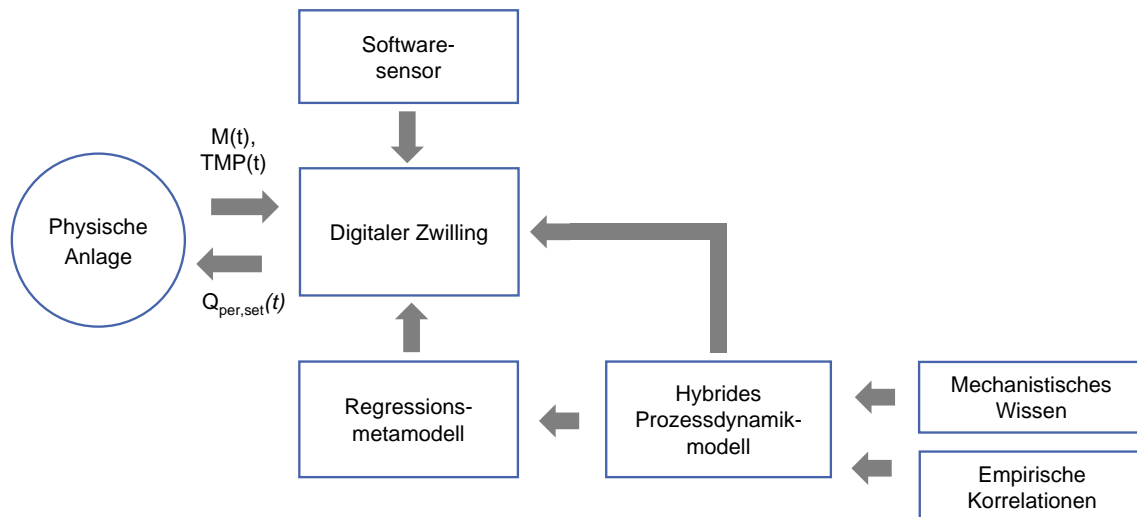 Software-
sensor
M(t),
TMP(t)
Physische
Anlage
Digitaler Zwilling
Qper,set(t)
Regressions-
metamodell
Hybrides
Prozessdynamik-
modell
Mechanistisches
Wissen
Empirische
Korrelationen